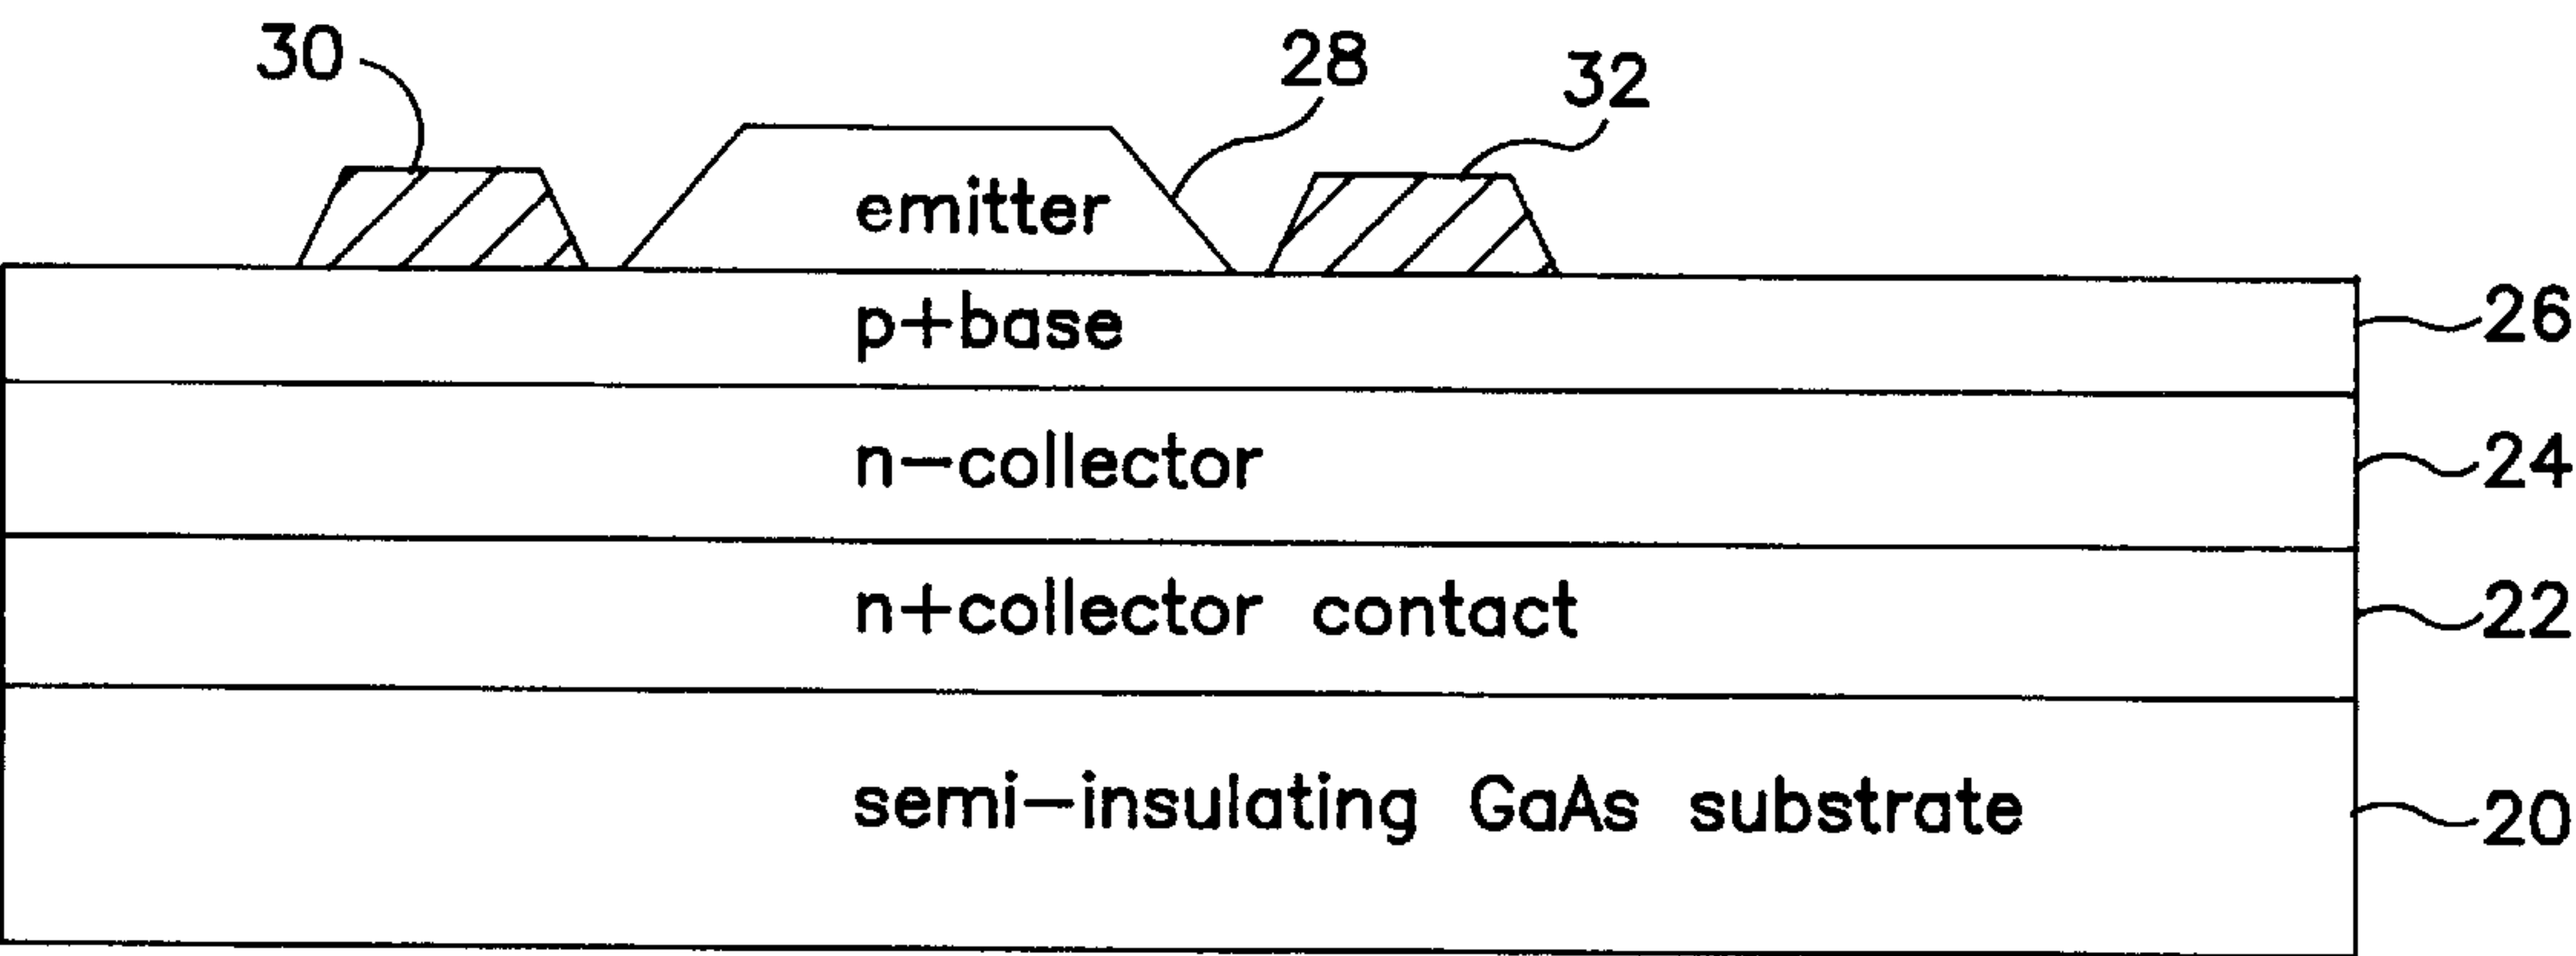 30
28
32
emitter
p+base
26
n-collector
24
n+collector contact
22
semi-insulating GaAs substrate
20